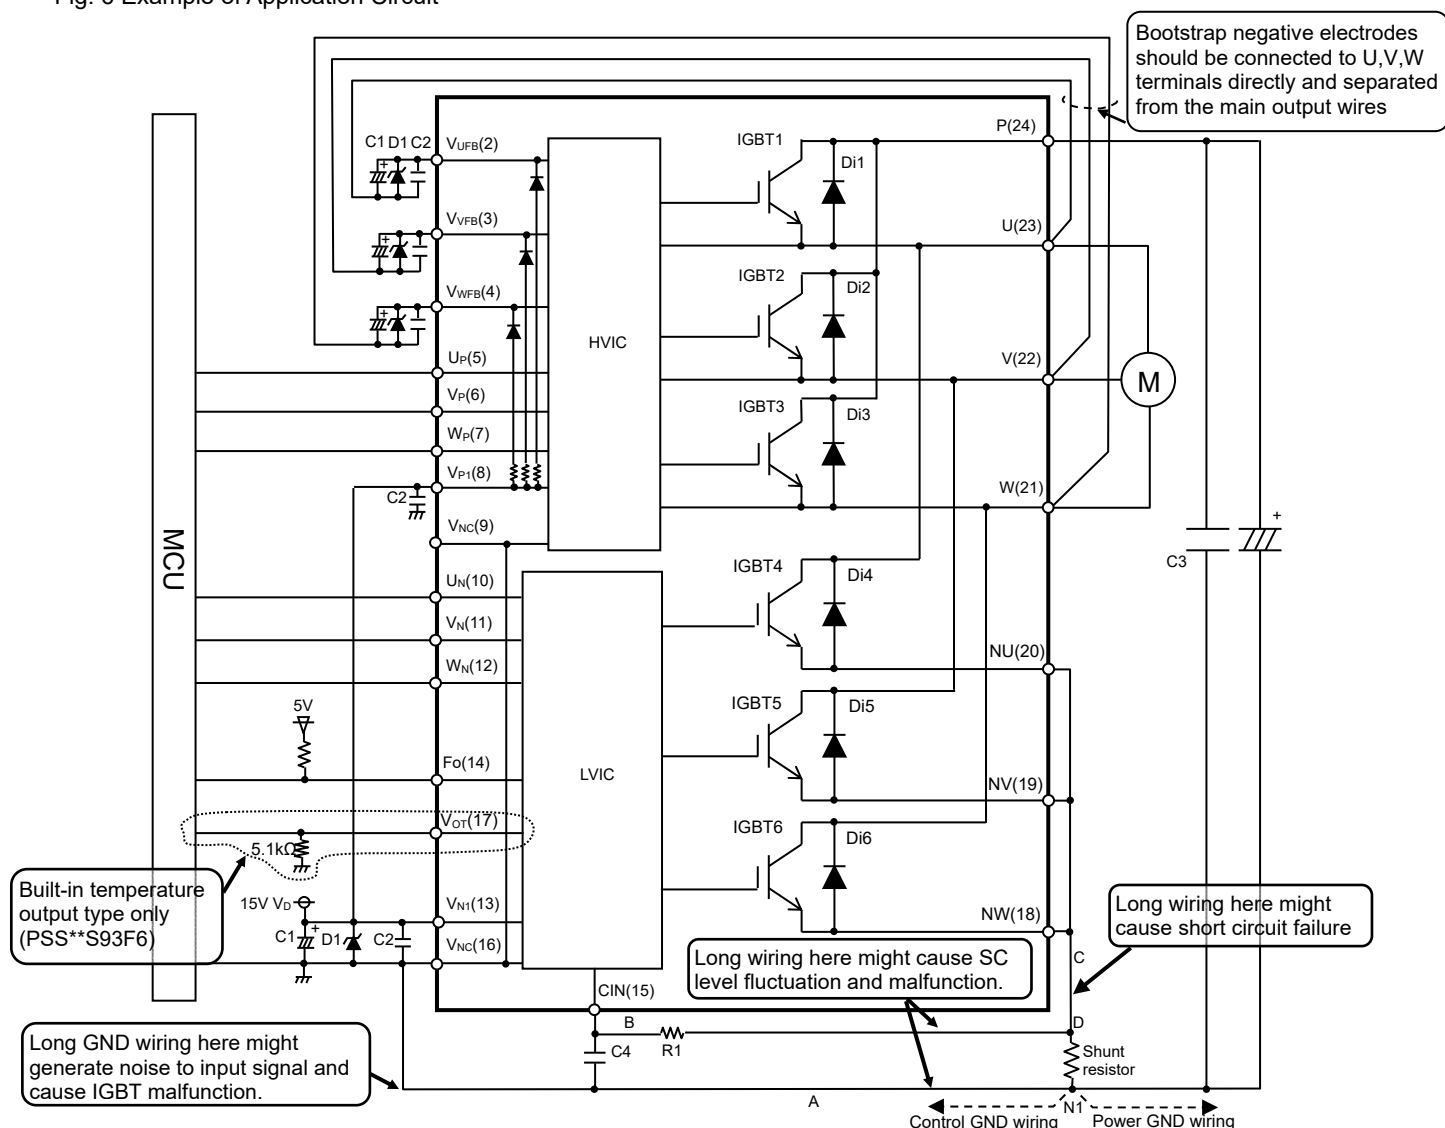 Fig. 8 Example of Application Circuit
Bootstrap negative electrodes
should be connected to U,V,W
terminals directly and separated
from the main output wires
P(24)
IGBT1
Di1
C1 D1 C2
+
VUFB(2)
VVFB(3)
+
VWFB(4)
+
U(23)
IGBT2
Di2
HVIC
UP(5)
V(22)
M
VP(6)
IGBT3
Di3
WP(7)
VP1(8)
C2
W(21)
VNC(9)
MCU
+
C3
IGBT4
Di4
UN(10)
VN(11)
WN(12)
NU(20)
5V
IGBT5
Di5
Fo(14)
LVIC
NV(19)
VOT(17)
5.1kΩ
IGBT6
Di6
Built-in temperature
output type only
(PSS**S93F6)
15V VD
VN1(13)
C1
+
D1
C2
VNC(16)
NW(18)
Long wiring here might
cause short circuit failure
Long wiring here might cause SC
level fluctuation and malfunction.
C
CIN(15)
B
R1
D
C4
Shunt
resistor
Long GND wiring here might
generate noise to input signal and
cause IGBT malfunction.
A
N1
Control GND wiring
Power GND wiring